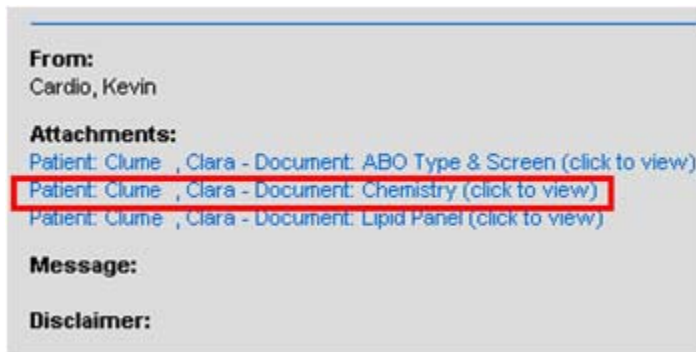 From:
Cardio, Kevin
Attachments:
Patient: Clume , Clara - Document: ABO Type & Screen (click to view)
Patient: Clume , Clara - Document: Chemistry (click to view)
Patient: Clume , Clara - Document: Lipid Panel (click to view)
Message:
Disclaimer: